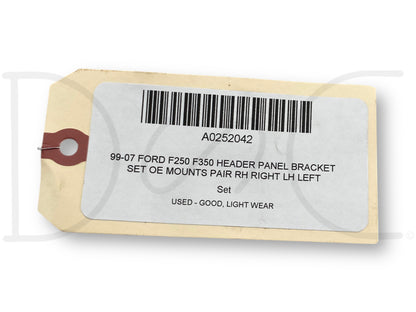 A0252042
99-07 FORD F250 F350 HEADER PANEL BRACKET
SET OE MOUNTS PAIR RH RIGHT LH LEFT
Set
USED - GOOD, LIGHT WEAR